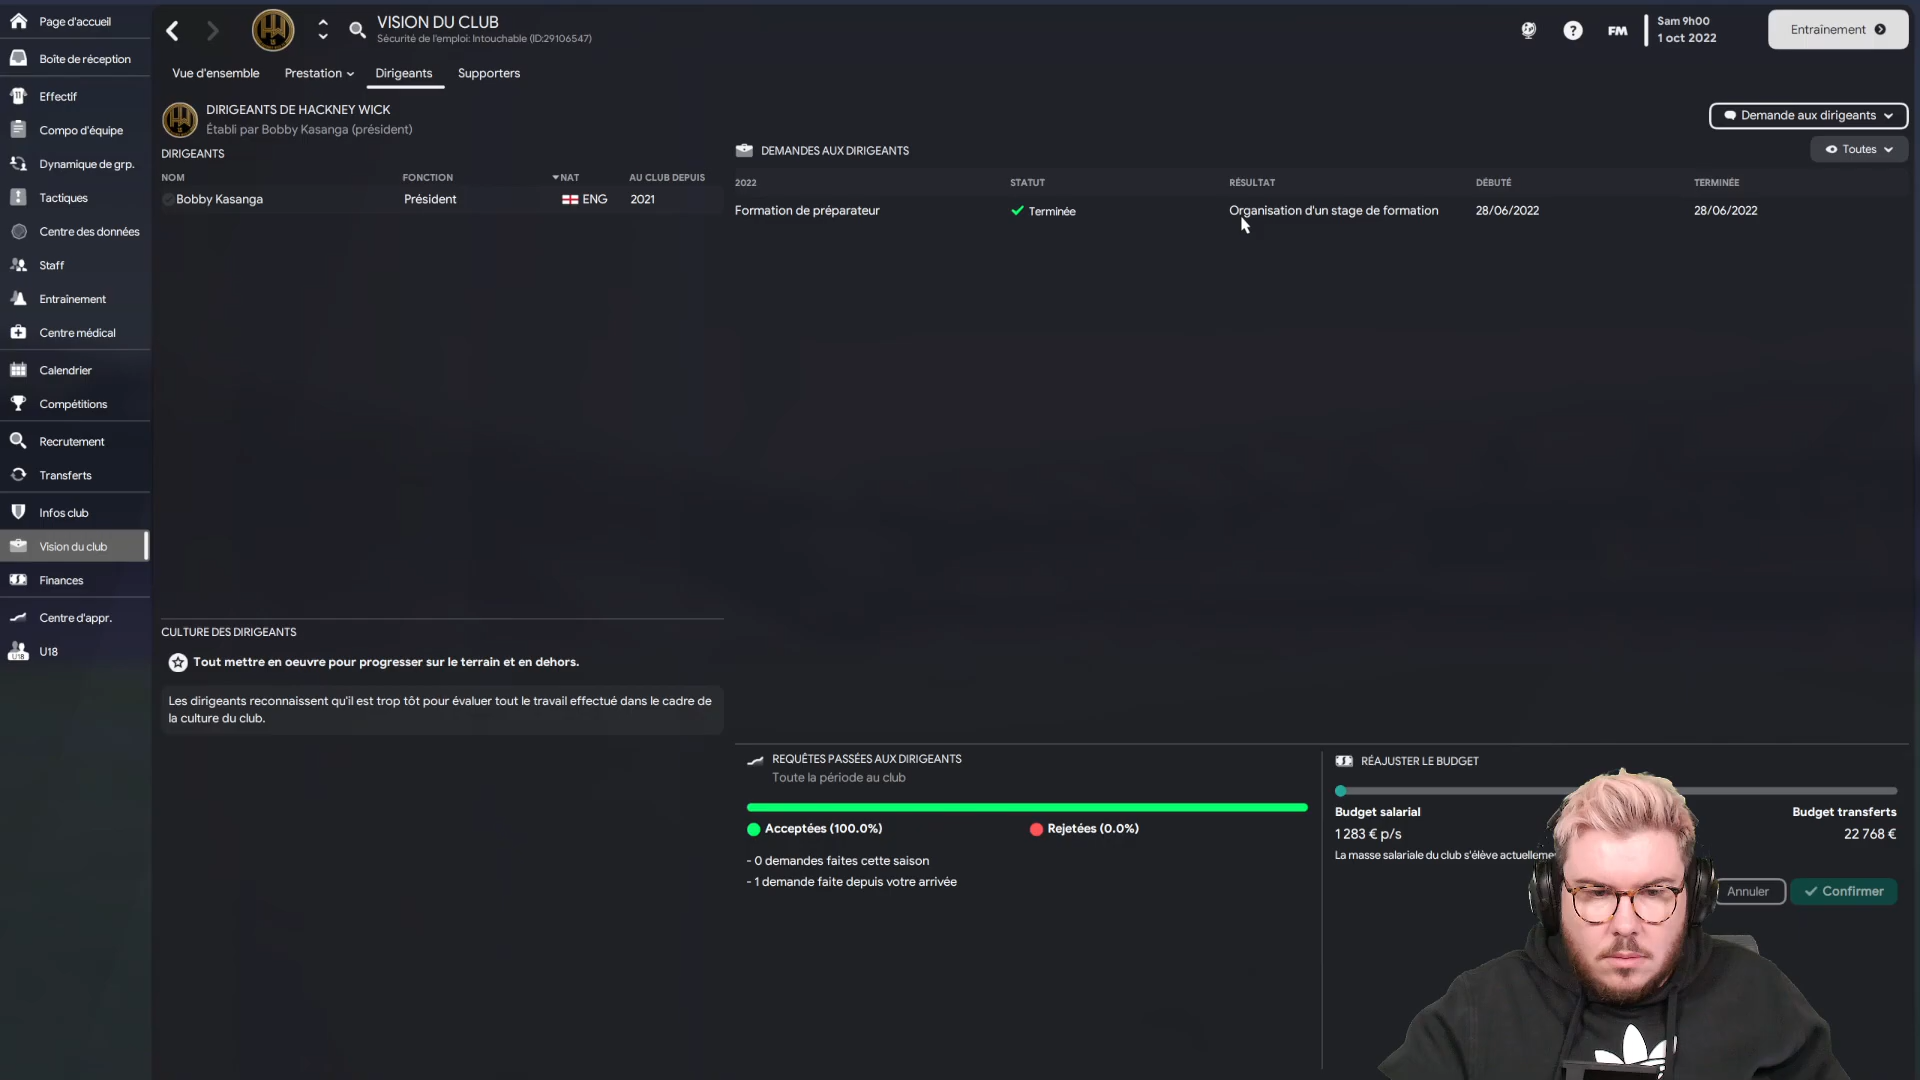 Page d'accueil
Boîte de réception
Effectif
Compo d'équipe
Dynamique de grp.
Tactiques
Centre des données
Staff
Entraînement
Centre médical
Calendrier
Compétitions
Recrutement
Transferts
Infos club
Vision du club
Finances
Centre d'appr.
U18
VISION DU CLUB
Sécurité de l'emploi: Intouchable (ID:29106547)
FM
Sam 9h00
1 oct 2022
Entraînement
Vue d'ensemble
Prestation
Dirigeants
Supporters
DIRIGEANTS DE HACKNEY WICK
Établi par Bobby Kasanga (président)
Demande aux dirigeants
DIRIGEANTS
NOM FONCTION NAT AU CLUB DEPUIS
Bobby Kasanga Président ENG 2021
DEMANDES AUX DIRIGEANTS
Toutes
2022 STATUT RÉSULTAT DÉBUTÉ TERMINÉE
Formation de préparateur Terminée Organisation d'un stage de formation 28/06/2022 28/06/2022
CULTURE DES DIRIGEANTS
Tout mettre en oeuvre pour progresser sur le terrain et en dehors.
Les dirigeants reconnaissent qu'il est trop tôt pour évaluer tout le travail effectué dans le cadre de
la culture du club.
REQUÊTES PASSÉES AUX DIRIGEANTS
Toute la période au club
Acceptées (100.0%) Rejetées (0.0%)
- 0 demandes faites cette saison
- 1 demande faite depuis votre arrivée
RÉAJUSTER LE BUDGET
Budget salarial Budget transferts
1 283 € p/s 22 768 €
La masse salariale du club s'élève
Annuler Confirmer